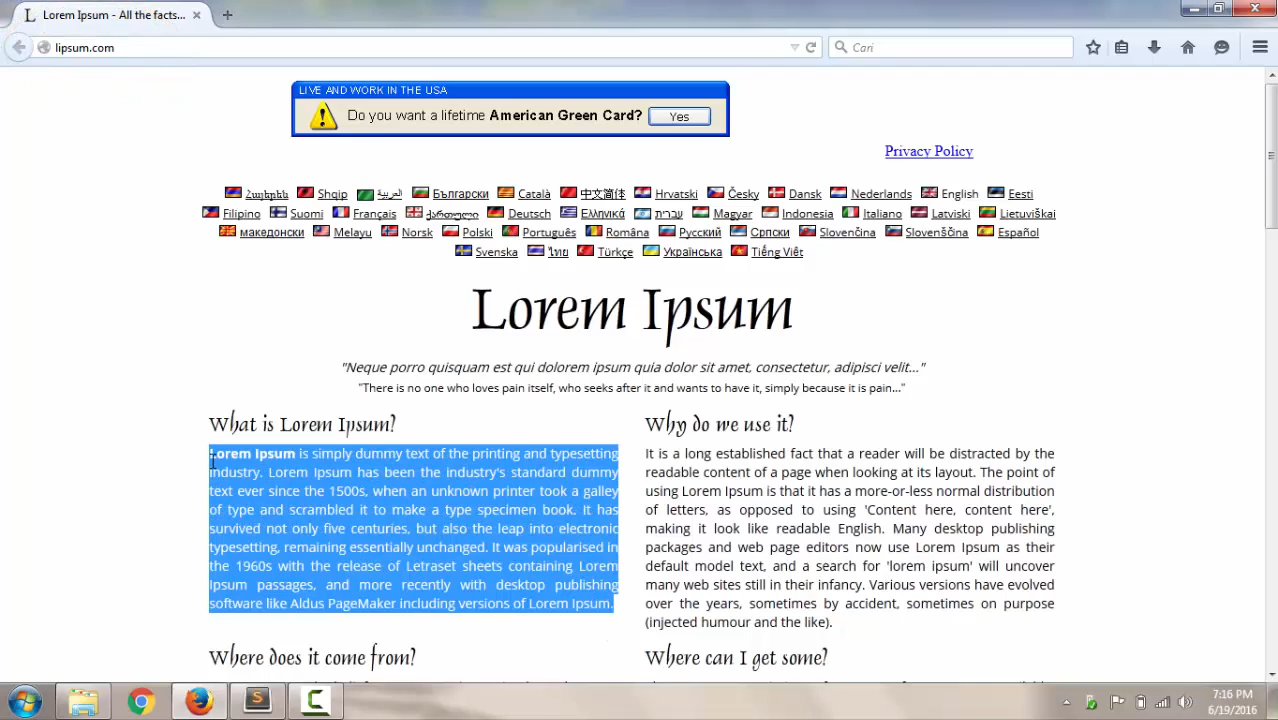 Lorem Ipsum - All the facts...
lipsum.com
Cari
LIVE AND WORK IN THE USA
Do you want a lifetime American Green Card? Yes
Privacy Policy
Հայերեն Shqip العربية Български Català 中文简体 Hrvatski Česky Dansk Nederlands English Eesti
Filipino Suomi Français ქართული Deutsch Ελληνικά עברית Magyar Indonesia Italiano Latviski Lietuviškai
македонски Melayu Norsk Polski Português Româna Pyccкий Српски Slovenčina Slovenščina Español
Svenska ไทย Türkçe Українська Tiếng Việt
Lorem Ipsum
"Neque porro quisquam est qui dolorem ipsum quia dolor sit amet, consectetur, adipisci velit..."
"There is no one who loves pain itself, who seeks after it and wants to have it, simply because it is pain..."
What is Lorem Ipsum?
Lorem Ipsum is simply dummy text of the printing and typesetting
industry. Lorem Ipsum has been the industry's standard dummy
text ever since the 1500s, when an unknown printer took a galley
of type and scrambled it to make a type specimen book. It has
survived not only five centuries, but also the leap into electronic
typesetting, remaining essentially unchanged. It was popularised in
the 1960s with the release of Letraset sheets containing Lorem
Ipsum passages, and more recently with desktop publishing
software like Aldus PageMaker including versions of Lorem Ipsum.
Why do we use it?
It is a long established fact that a reader will be distracted by the
readable content of a page when looking at its layout. The point of
using Lorem Ipsum is that it has a more-or-less normal distribution
of letters, as opposed to using 'Content here, content here',
making it look like readable English. Many desktop publishing
packages and web page editors now use Lorem Ipsum as their
default model text, and a search for 'lorem ipsum' will uncover
many web sites still in their infancy. Various versions have evolved
over the years, sometimes by accident, sometimes on purpose
(injected humour and the like).
Where does it come from?
Where can I get some?
7:16 PM
6/19/2016